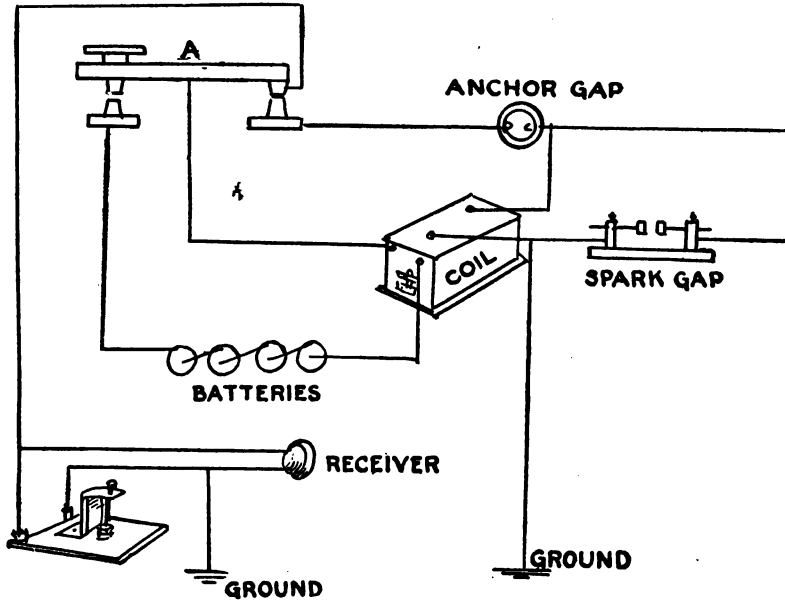 A
ANCHOR GAP
COIL
SPARK GAP
BATTERIES
RECEIVER
GROUND
GROUND